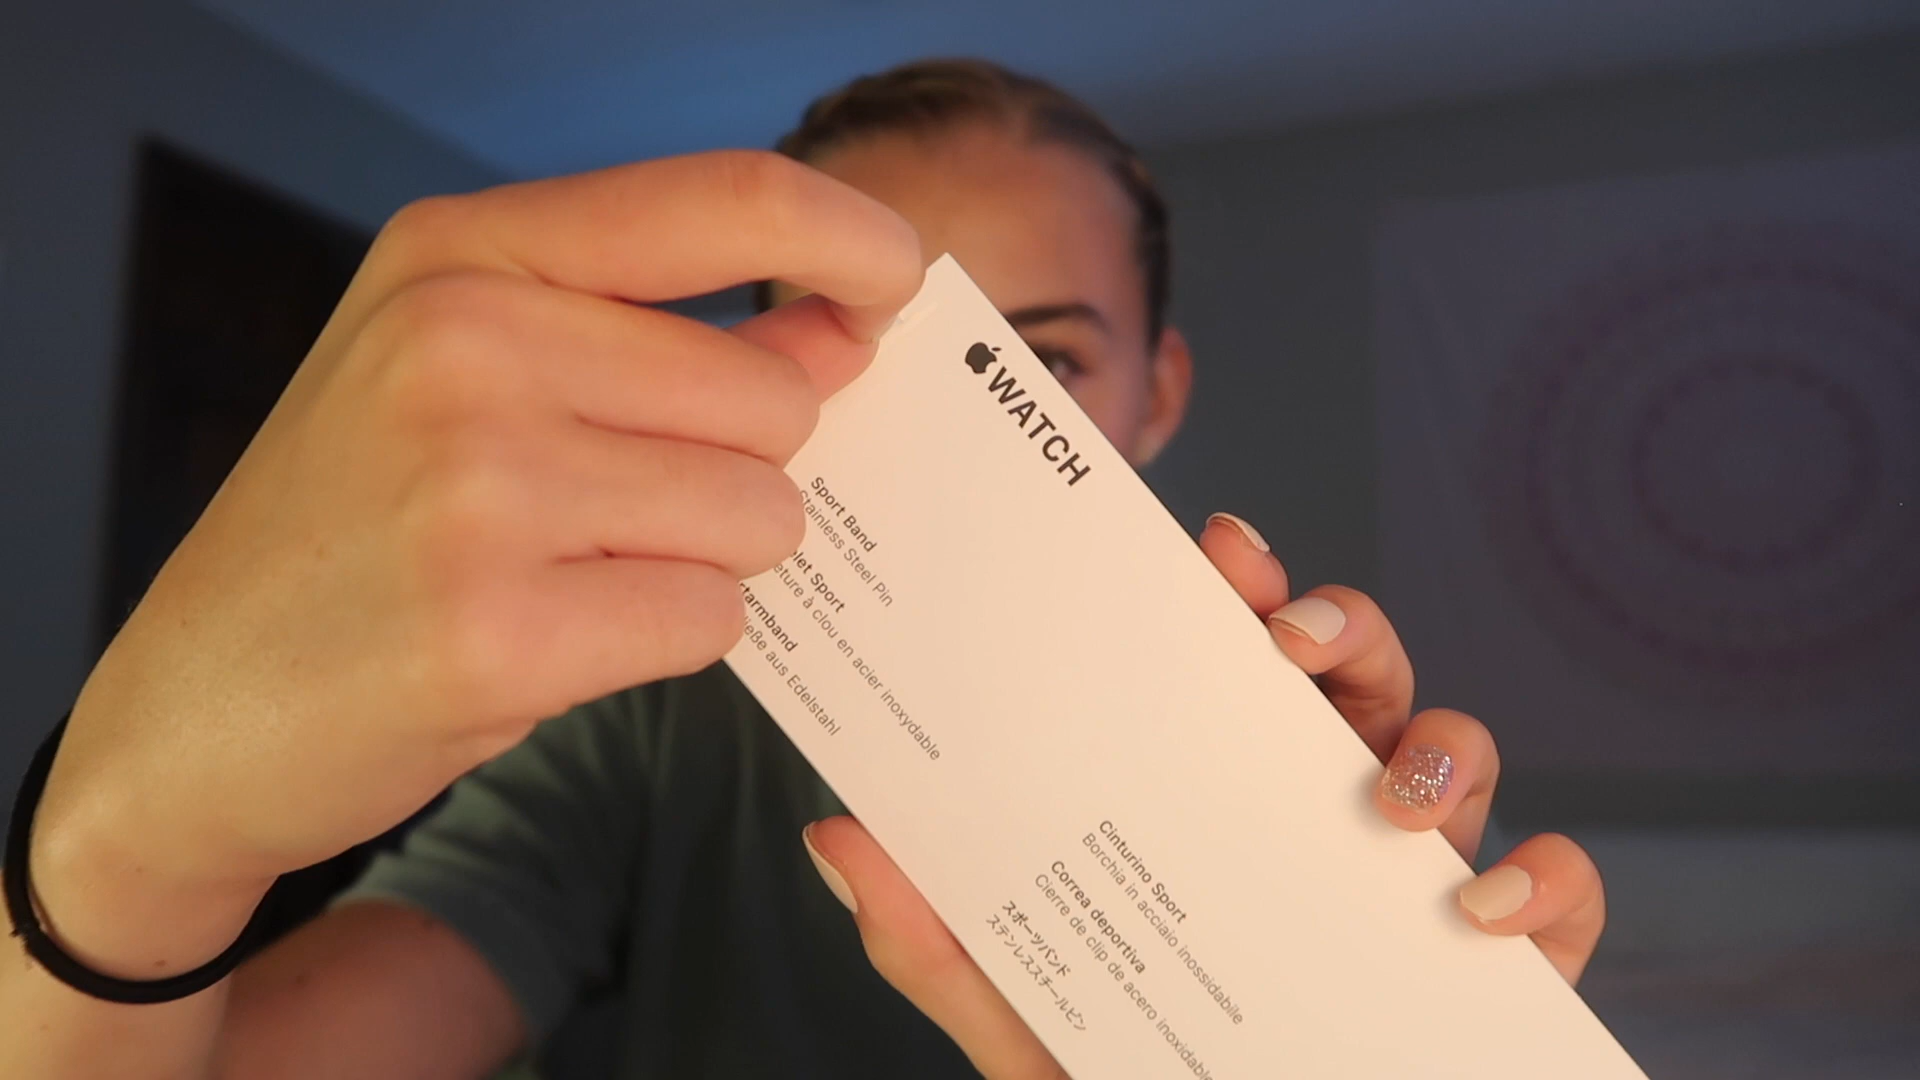 WATCH
Sport Band
Stainless Steel Pin
Sport
à clou en acier inoxydable
aus Edelstahl
Cinturino Sport
Borchia in acciaio inossidabile
Correa deportiva
Cierre de clip de acero inoxidable
スポーツバンド
ステンレススチールピン